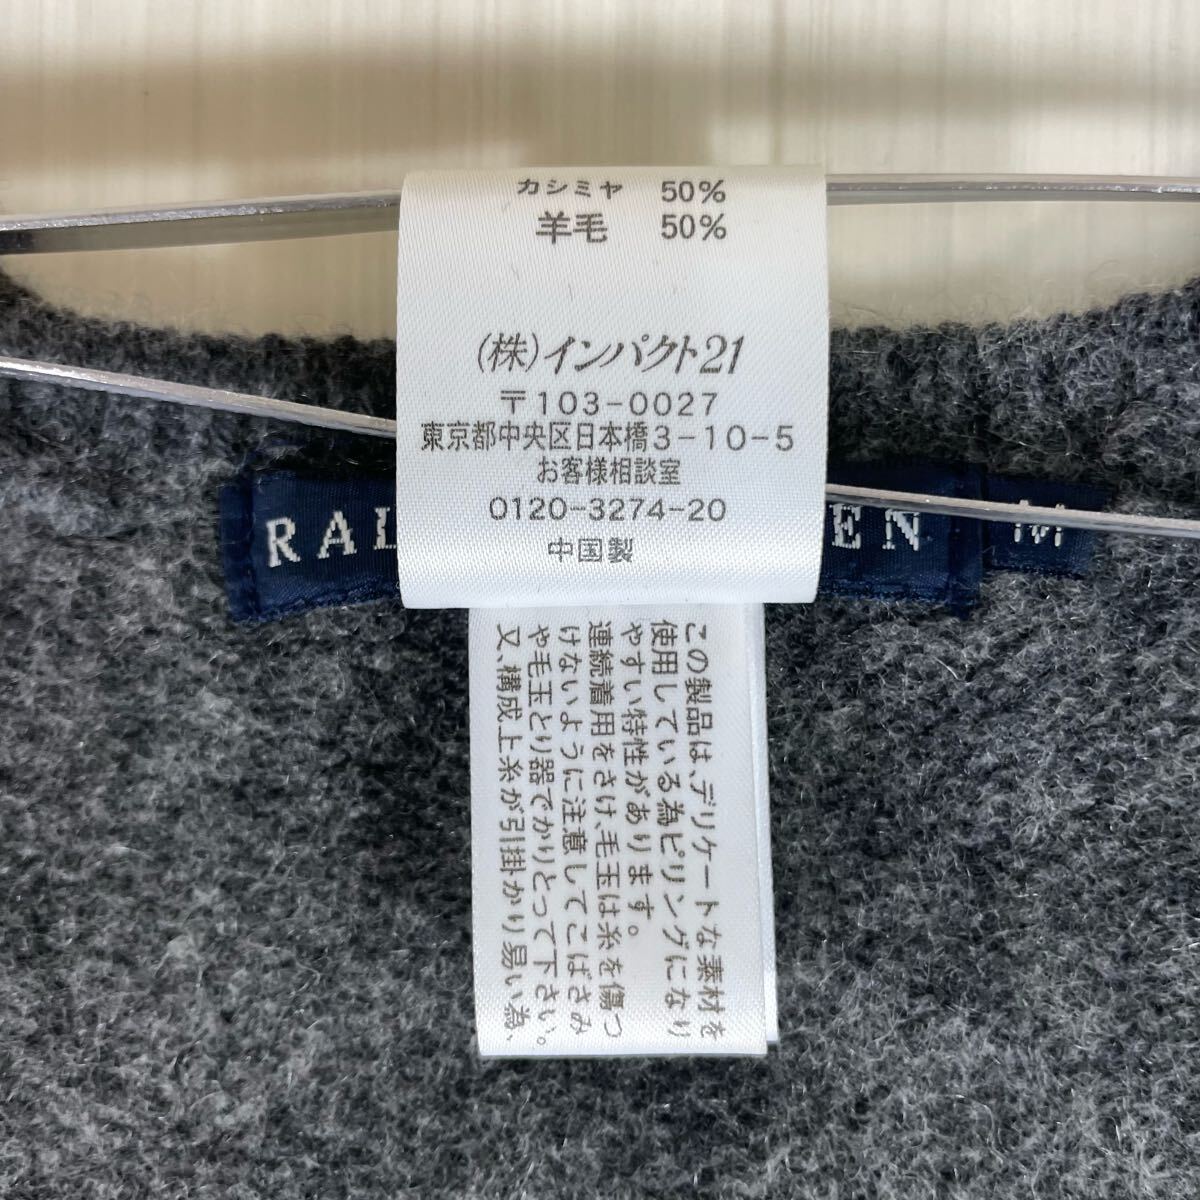 カシミヤ 50%
羊毛 50%
(株)インパクト21
〒103-0027
東京都中央区日本橋3-10-5
お客様相談室
0120-3274-20
中国製
RAL EN M
この製品は、デリケートな素材を
使用している為ピリングになり
やすい特性があります。
連続着用をさけ、毛玉は糸を傷つ
けないように注意してこばさみ
や毛玉とり器でかりとって下さい。
又、構成上糸が引掛かり易い為、